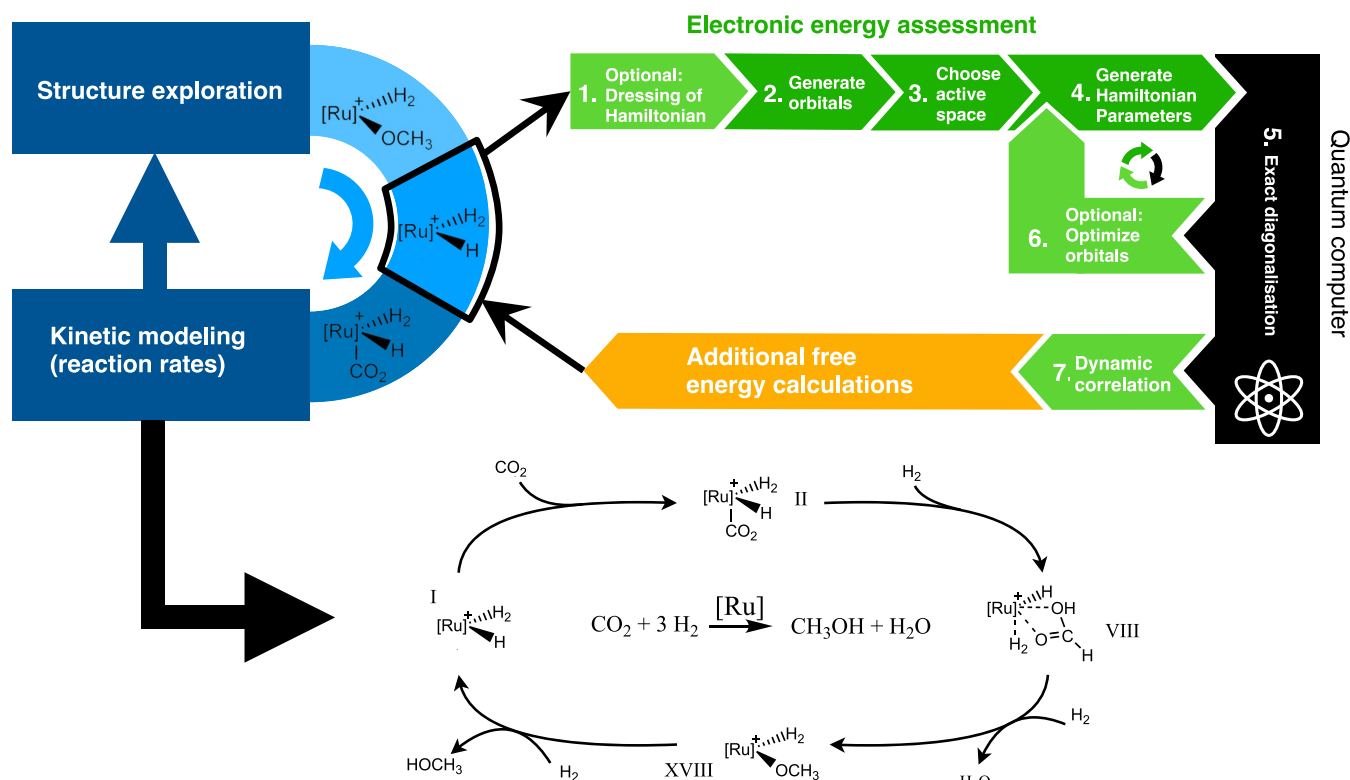 Electronic energy assessment
Structure exploration
[Ru]
+
H2
OCH3
[Ru]
+
H2
H
[Ru]
+
H2
H
CO2
Kinetic modeling
(reaction rates)
1.
Optional:
Dressing of
Hamiltonian
2.
Generate
orbitals
3.
Choose
active
space
4.
Generate
Hamiltonian
Parameters
5. Exact diagonalisation
Quantum computer
6.
Optional:
Optimize
orbitals
7.
Dynamic
correlation
Additional free
energy calculations
CO2
[Ru]
+
H2
H
CO2
II
H2
I
[Ru]
+
H2
H
CO2 + 3 H2
[Ru]
CH3OH + H2O
[Ru]
+
H
OH
H2
O
C
H
VIII
H2
HOCH3
H2
XVIII
[Ru]
+
H2
OCH3